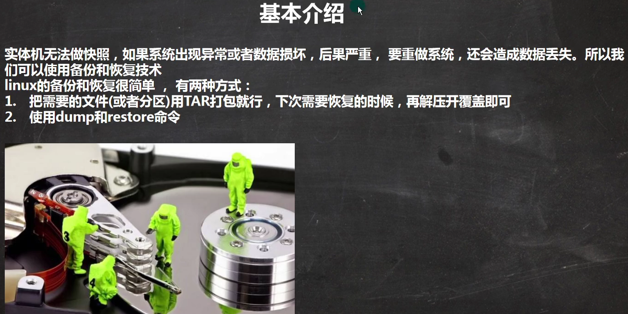 基本介绍
实体机无法做快照，如果系统出现异常或者数据损坏，后果严重， 要重做系统，还会造成数据丢失。所以我
们可以使用备份和恢复技术
linux的备份和恢复很简单 ， 有两种方式：
1. 把需要的文件(或者分区)用TAR打包就行，下次需要恢复的时候，再解压开覆盖即可
2. 使用dump和restore命令